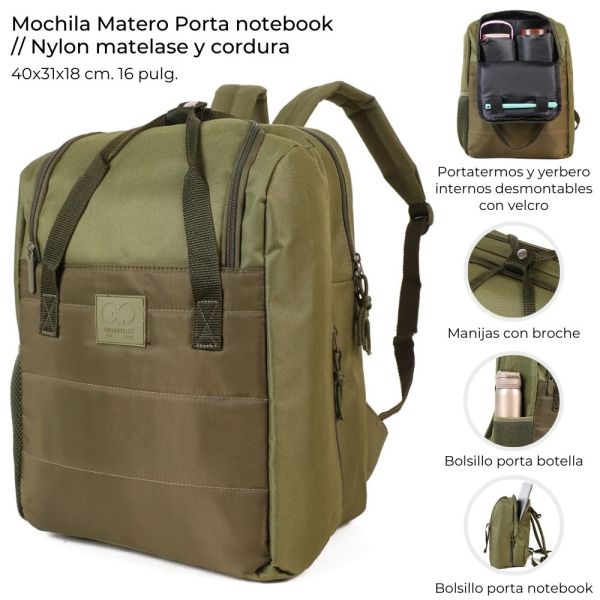 Mochila Matero Porta notebook
// Nylon matelase y cordura
40x31x18 cm. 16 pulg.
Portatermos y yerbero
internos desmontables
con velcro
Manijas con broche
Bolsillo porta botella
Bolsillo porta notebook